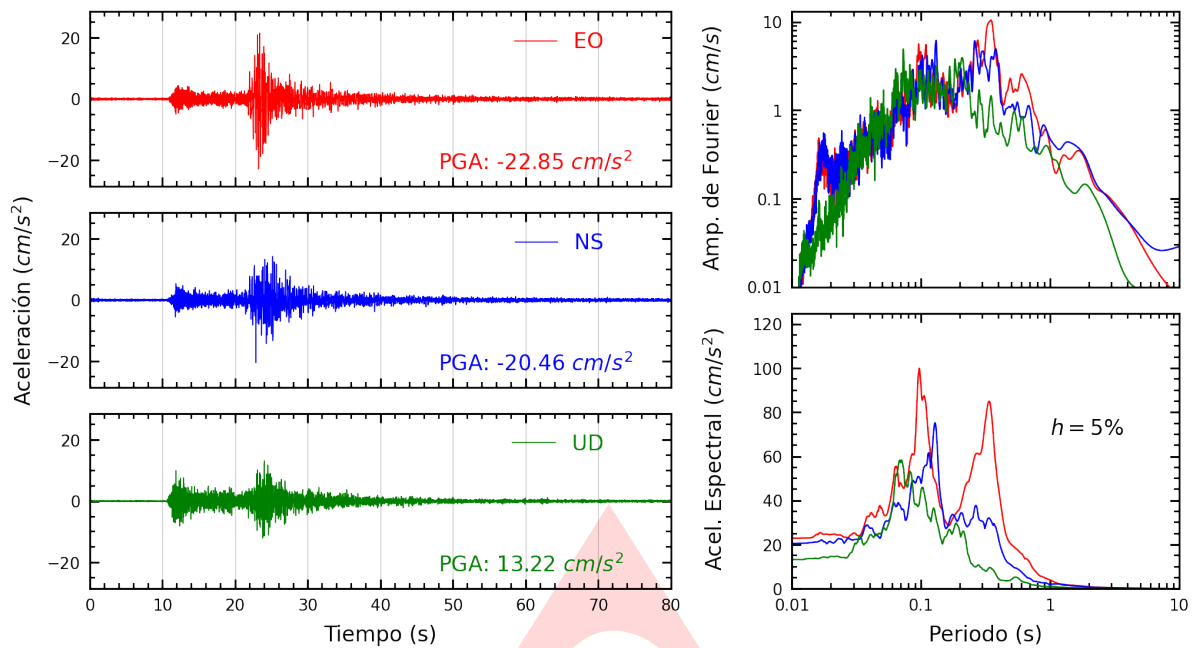 Aceleración (cm/s²)
20
0
−20
EO
PGA: -22.85 cm/s²
20
0
−20
NS
PGA: -20.46 cm/s²
20
0
−20
UD
PGA: 13.22 cm/s²
0 10 20 30 40 50 60 70 80
Tiempo (s)
Amp. de Fourier (cm/s)
10
1
0.1
0.01
Acel. Espectral (cm/s²)
120
100
80
60
40
20
0
h = 5%
0.01 0.1 1 10
Periodo (s)